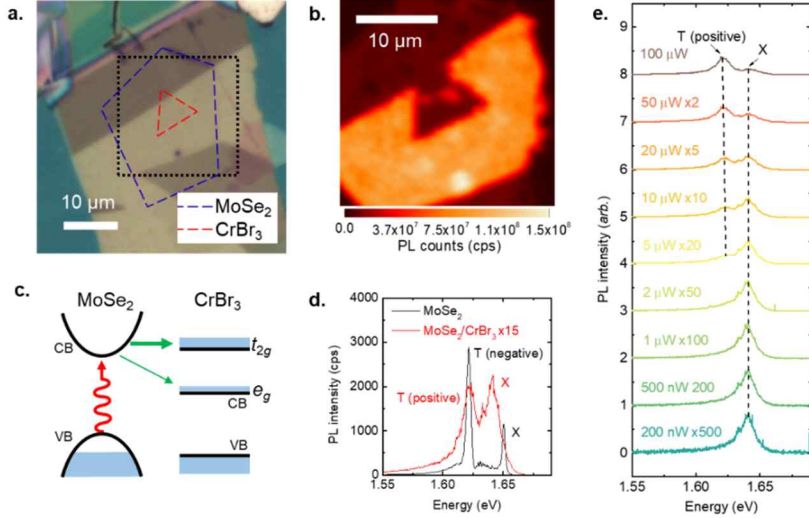 a.
10 μm
MoSe2
CrBr3
b.
10 μm
0.0 3.7x10^7 7.5x10^7 1.1x10^8 1.5x10^8
PL counts (cps)
c.
MoSe2 CrBr3
CB
t2g
eg
CB
VB
VB
d.
4000
3000
2000
1000
0
PL intensity (cps)
MoSe2
MoSe2/CrBr3 x15
T (negative)
T (positive)
X
X
1.55 1.60 1.65
Energy (eV)
e.
9
8
7
6
5
4
3
2
1
0
PL intensity (arb.)
T (positive)
X
100 μW
50 μW x2
20 μW x5
10 μW x10
5 μW x20
2 μW x50
1 μW x100
500 nW 200
200 nW x500
1.55 1.60 1.65
Energy (eV)